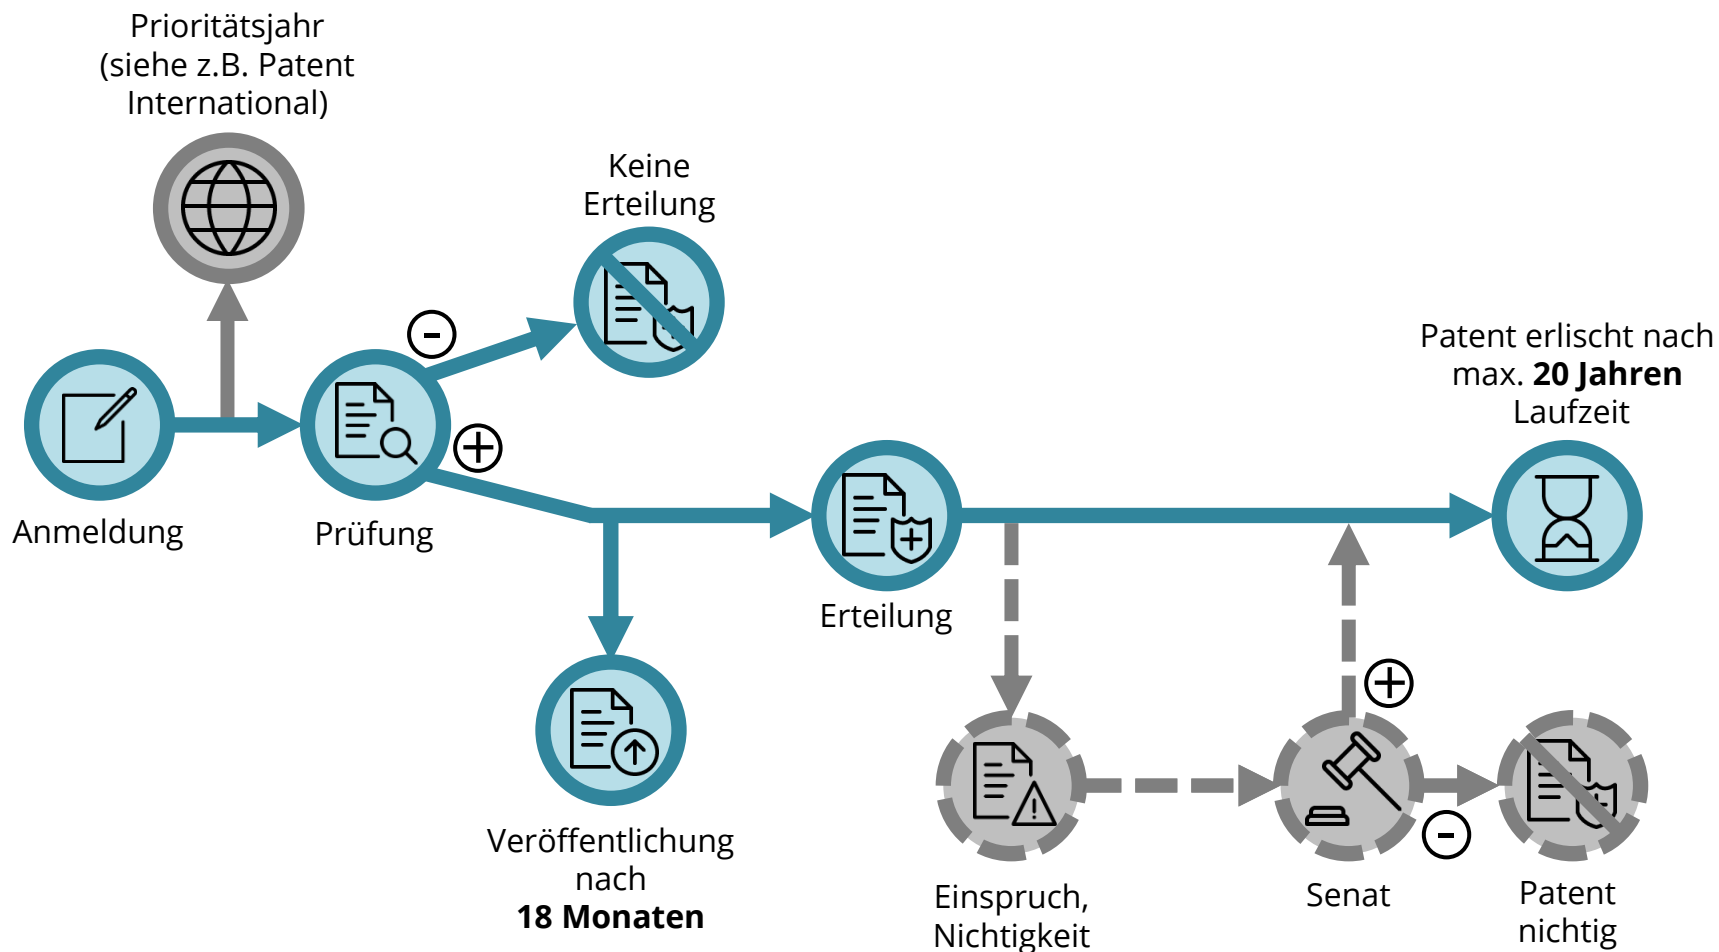 Prioritätsjahr
(siehe z.B. Patent
International)
Keine
Erteilung
-
+
Anmeldung
Prüfung
Patent erlischt nach
max. 20 Jahren
Laufzeit
Erteilung
Veröffentlichung
nach
18 Monaten
Einspruch,
Nichtigkeit
+
-
Senat
Patent
nichtig